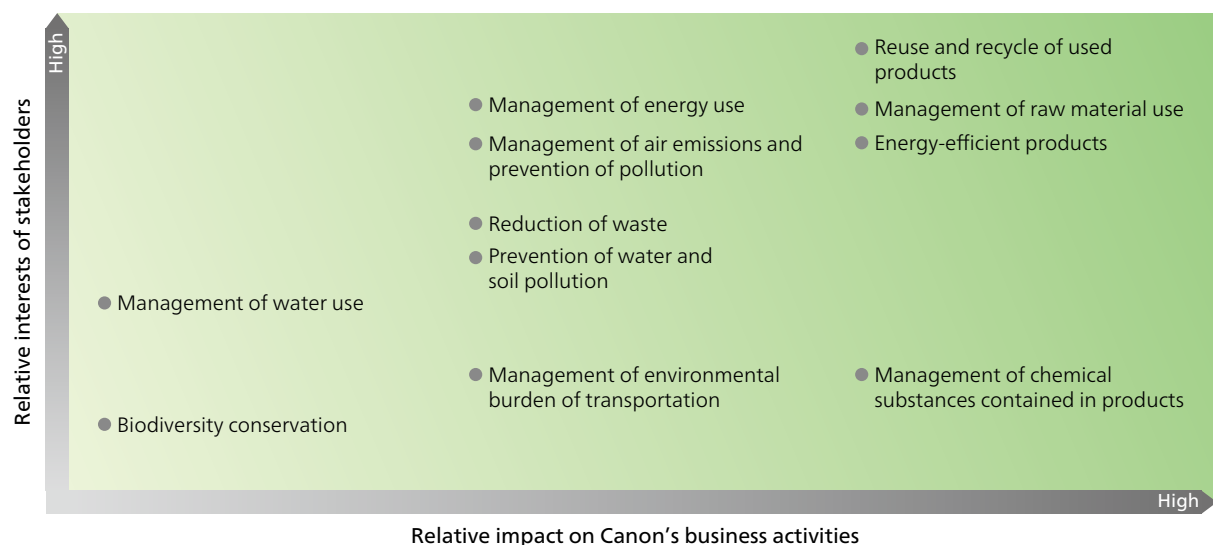 High
Relative interests of stakeholders
Reuse and recycle of used
products
Management of energy use
Management of raw material use
Management of air emissions and
prevention of pollution
Energy-efficient products
Reduction of waste
Prevention of water and
soil pollution
Management of water use
Management of environmental
burden of transportation
Management of chemical
substances contained in products
Biodiversity conservation
High
Relative impact on Canon's business activities